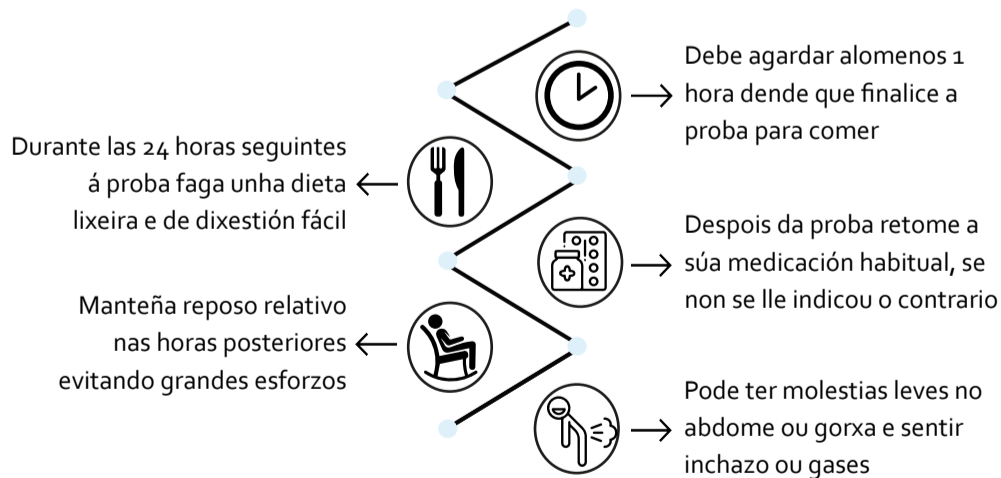 Debe agardar alomenos 1
hora dende que finalice a
proba para comer
Durante las 24 horas seguintes
á proba faga unha dieta
lixeira e de dixestión fácil
Despois da proba retome a
súa medicación habitual, se
non se lle indicou o contrario
Manteña reposo relativo
nas horas posteriores
evitando grandes esforzos
Pode ter molestias leves no
abdome ou gorxa e sentir
inchazo ou gases